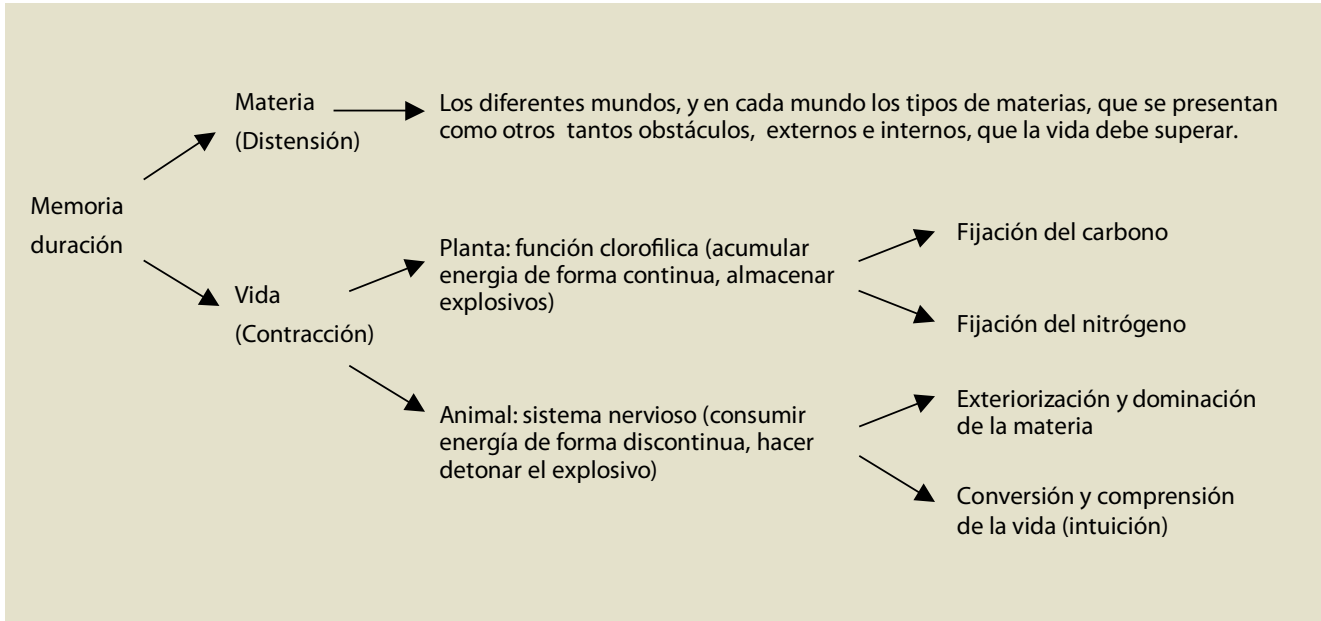 Materia
(Distensión)
Los diferentes mundos, y en cada mundo los tipos de materias, que se presentan
como otros tantos obstáculos, externos e internos, que la vida debe superar.
Memoria
duración
Vida
(Contracción)
Planta: función clorofilica (acumular
energia de forma continua, almacenar
explosivos)
Fijación del carbono
Fijación del nitrógeno
Animal: sistema nervioso (consumir
energía de forma discontinua, hacer
detonar el explosivo)
Exteriorización y dominación
de la materia
Conversión y comprensión
de la vida (intuición)